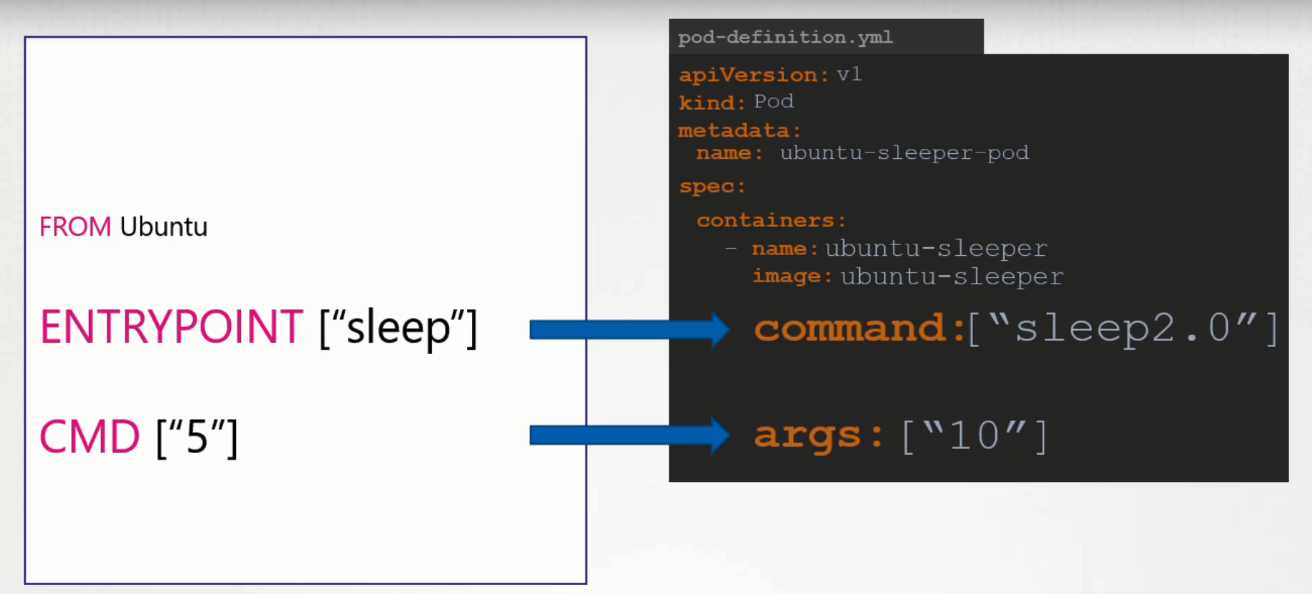 FROM Ubuntu
ENTRYPOINT [“sleep”]
CMD [“5”]
pod-definition.yml
apiVersion: v1
kind: Pod
metadata:
name: ubuntu-sleeper-pod
spec:
containers:
- name: ubuntu-sleeper
image: ubuntu-sleeper
command:[“sleep2.0”]
args: [“10”]